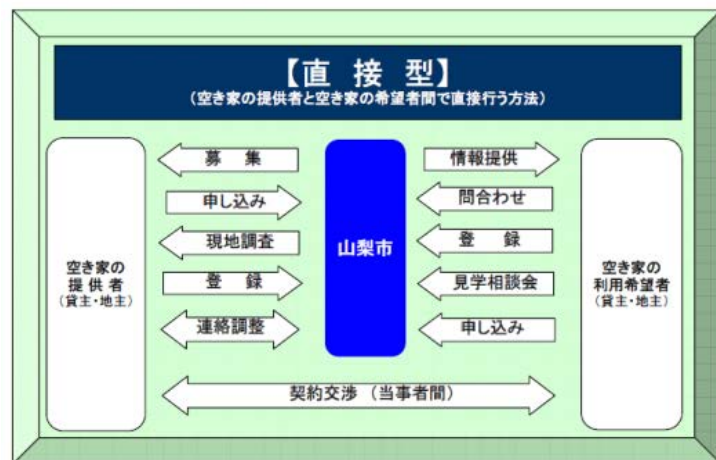 【直 接 型】
(空き家の提供者と空き家の希望者間で直接行う方法)
空き家の
提 供 者
(貸主・地主)
募 集
申し込み
現地調査
登 録
連絡調整
山梨市
情報提供
問合わせ
登 録
見学相談会
申し込み
空き家の
利用希望者
(貸主・地主)
契約交渉 (当事者間)